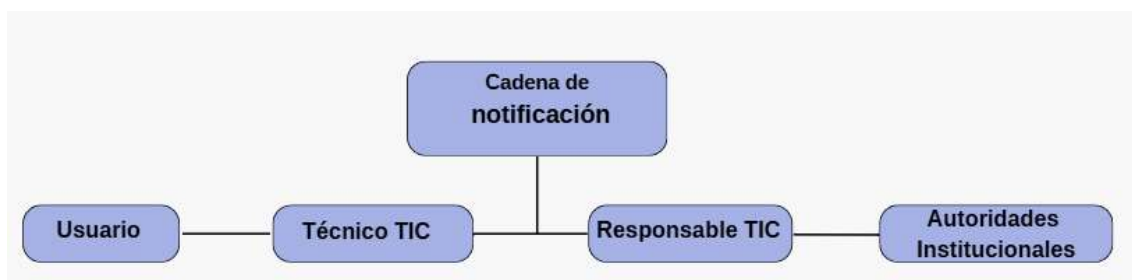 Cadena de
notificación
Usuario
Técnico TIC
Responsable TIC
Autoridades
Institucionales